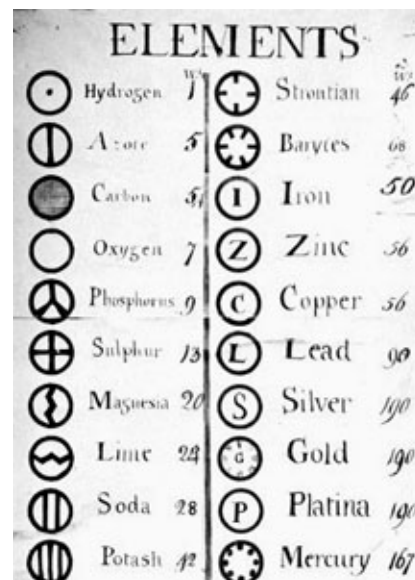 ELEMENTS
Wt
Hydrogen 1
Azote 5
Carbon 5
Oxygen 7
Phosphorus 9
Sulphur 13
Magnesia 20
Lime 24
Soda 28
Potash 42
Wt
Strontian 46
Barytes 68
I Iron 50
Z Zinc 56
C Copper 56
L Lead 90
S Silver 190
G Gold 190
P Platina 190
Mercury 167